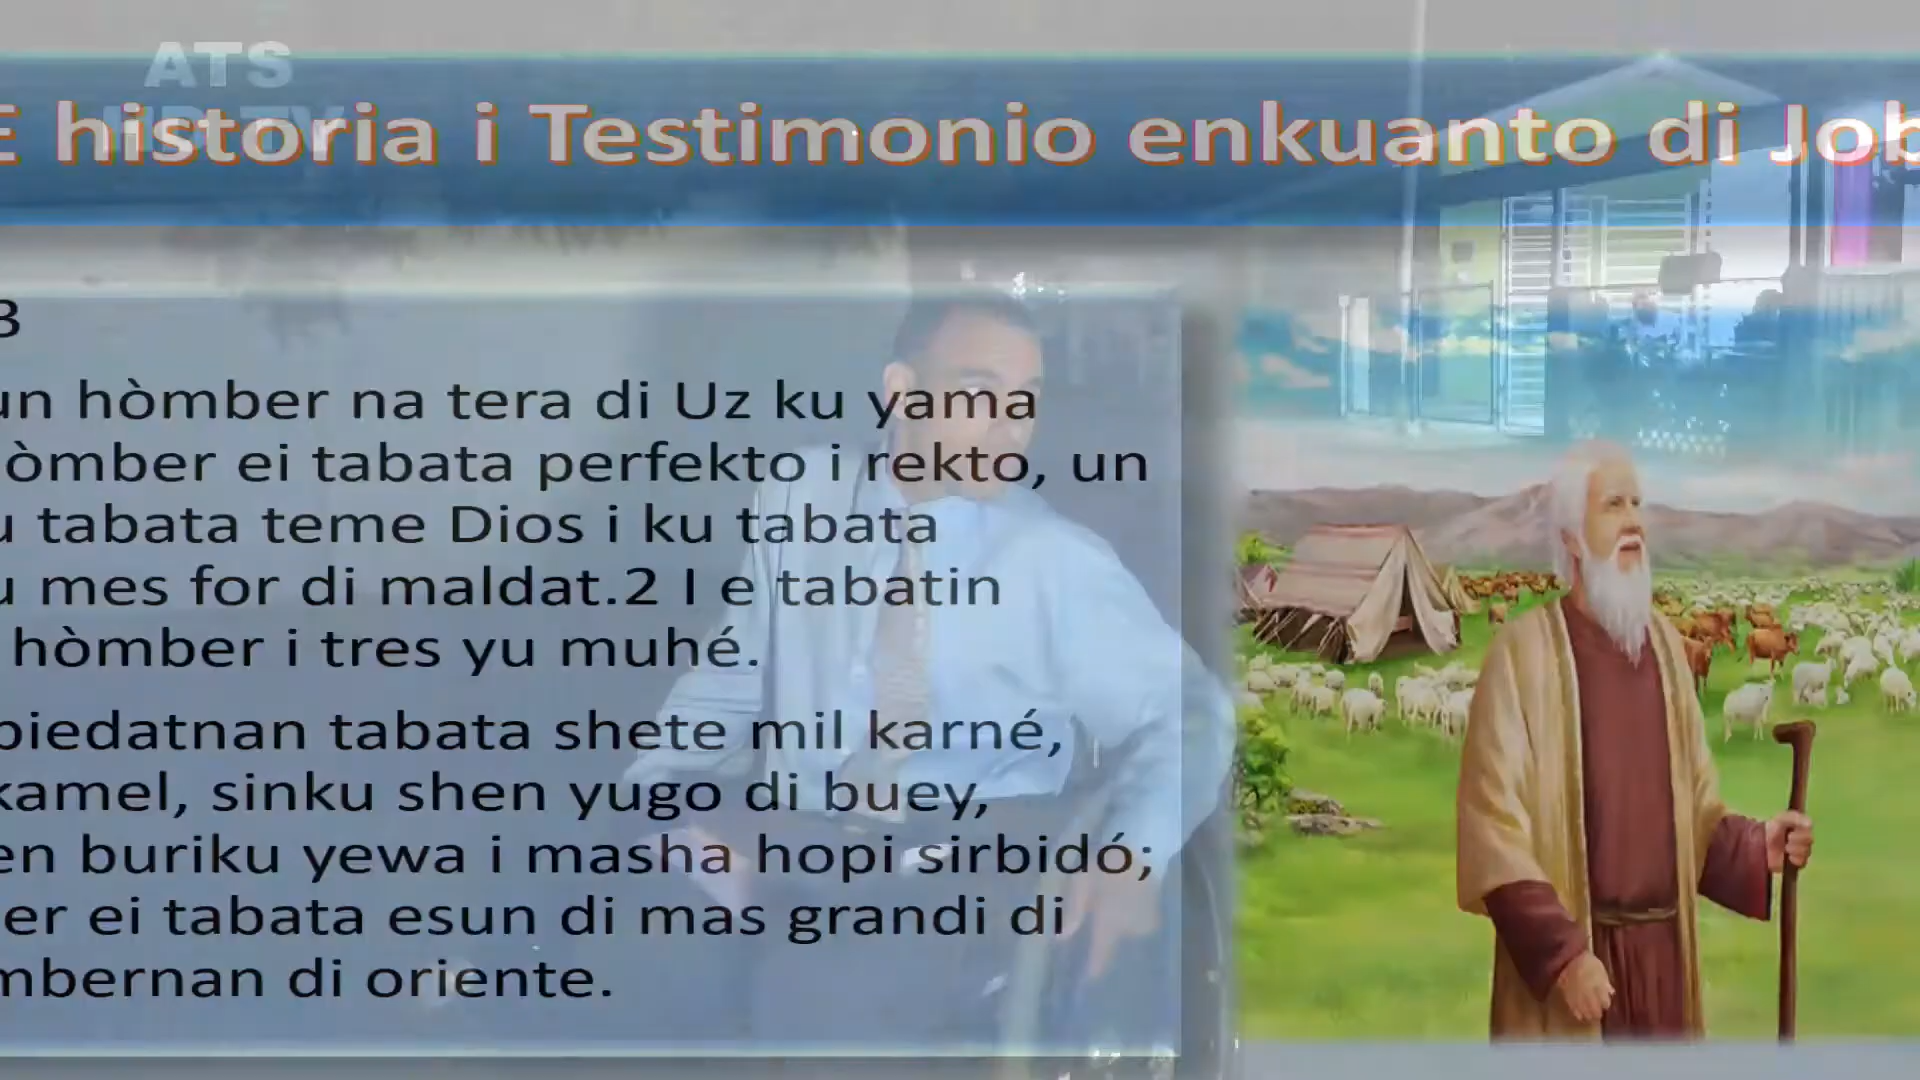 ATS
HD TV
E historia i Testimonio enkuanto di Job
3
un hòmber na tera di Uz ku yama
òmber ei tabata perfekto i rekto, un
u tabata teme Dios i ku tabata
u mes for di maldat.2 I e tabatin
hòmber i tres yu muhé.
piedatnan tabata shete mil karné,
kamel, sinku shen yugo di buey,
en buriku yewa i masha hopi sirbidó;
er ei tabata esun di mas grandi di
mbernan di oriente.